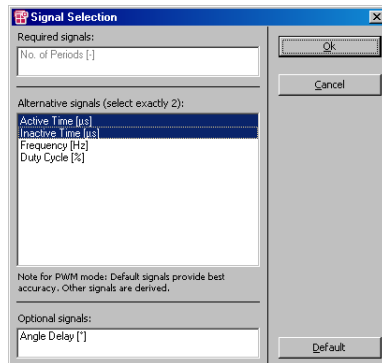 Signal Selection
Required signals:
No. of Periods [-]
Ok
Cancel
Alternative signals (select exactly 2):
Active Time [µs]
Inactive Time [µs]
Frequency [Hz]
Duty Cycle [%]
Note for PWM mode: Default signals provide best
accuracy. Other signals are derived.
Optional signals:
Angle Delay [°]
Default